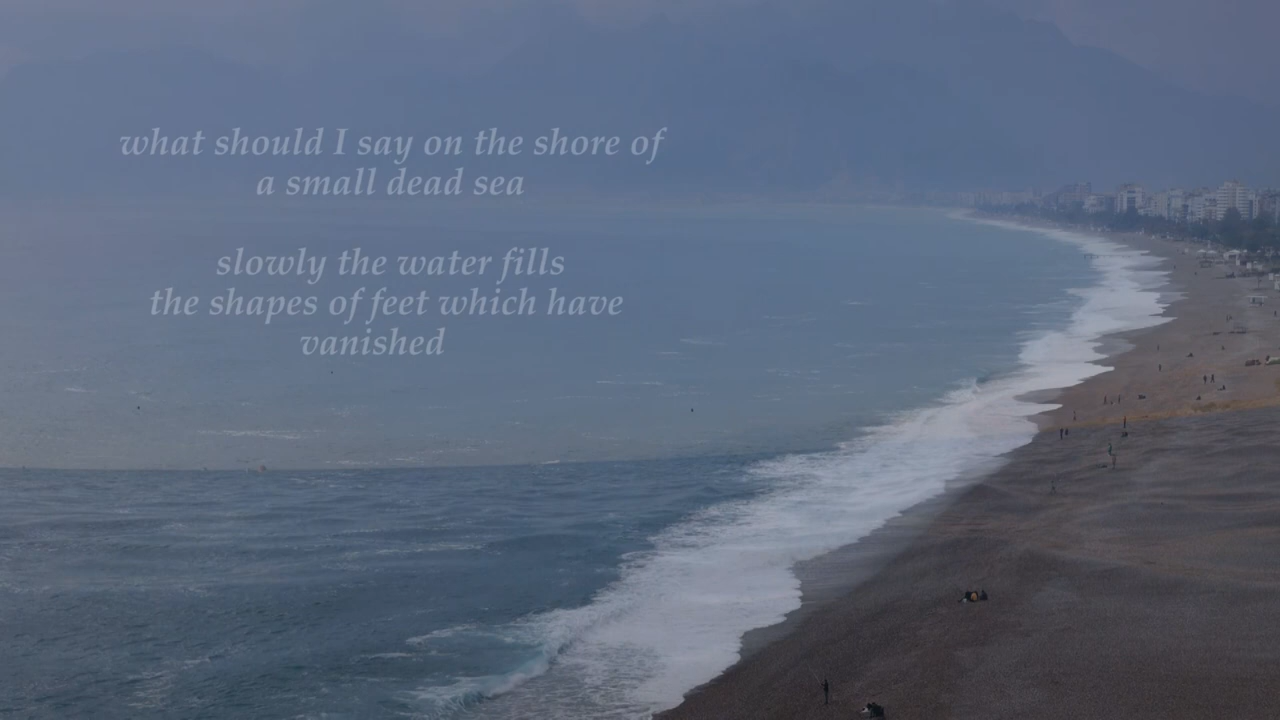 what should I say on the shore of
a small dead sea
slowly the water fills
the shapes of feet which have
vanished